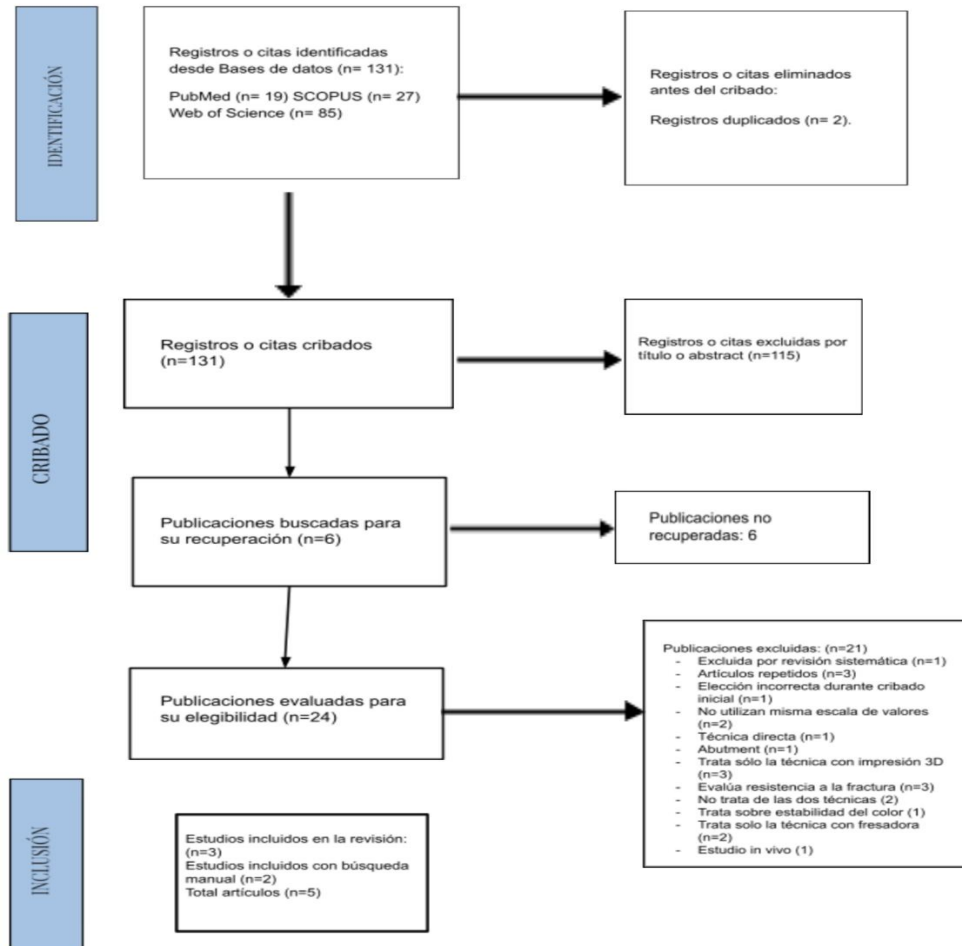 IDENTIFICACIÓN
Registros o citas identificadas
desde Bases de datos (n= 131):
PubMed (n= 19) SCOPUS (n= 27)
Web of Science (n= 85)
Registros o citas eliminados
antes del cribado:
Registros duplicados (n= 2).
CRIBADO
Registros o citas cribados
(n=131)
Registros o citas excluidas por
título o abstract (n=115)
Publicaciones buscadas para
su recuperación (n=6)
Publicaciones no
recuperadas: 6
Publicaciones evaluadas para
su elegibilidad (n=24)
Publicaciones excluidas: (n=21)
- Excluida por revisión sistemática (n=1)
- Artículos repetidos (n=3)
- Elección incorrecta durante cribado
inicial (n=1)
- No utilizan misma escala de valores
(n=2)
- Técnica directa (n=1)
- Abutment (n=1)
- Trata sólo la técnica con impresión 3D
(n=3)
- Evalúa resistencia a la fractura (n=3)
- No trata de las dos técnicas (2)
- Trata sobre estabilidad del color (1)
- Trata solo la técnica con fresadora
(n=2)
- Estudio in vivo (1)
INCLUSIÓN
Estudios incluidos en la revisión:
(n=3)
Estudios incluidos con búsqueda
manual (n=2)
Total artículos (n=5)